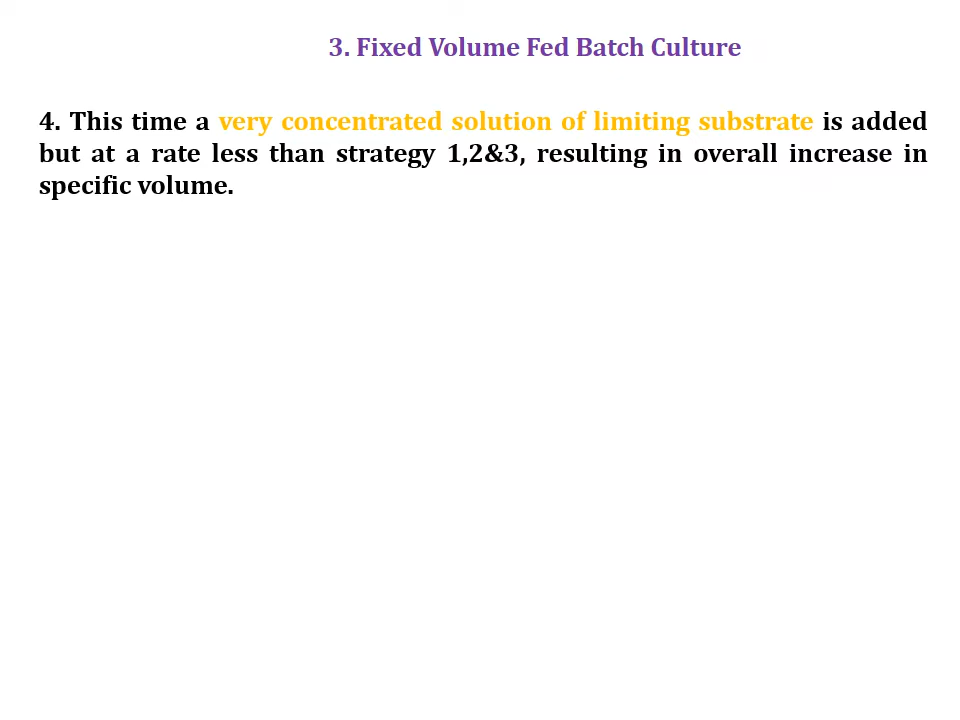 3. Fixed Volume Fed Batch Culture
4. This time a very concentrated solution of limiting substrate is added
but at a rate less than strategy 1,2&3, resulting in overall increase in
specific volume.